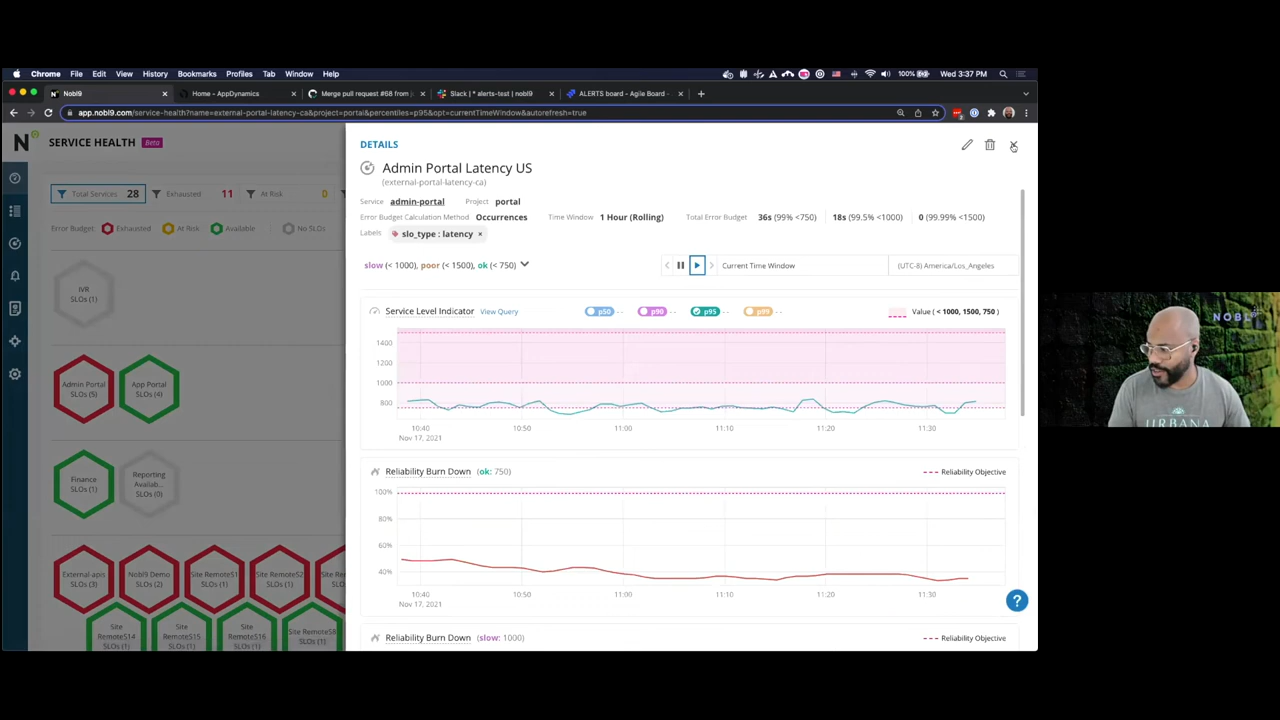 Chrome File Edit View History Bookmarks Profiles Tab Window Help 100% Wed 3:37 PM
Nobl9 Home - AppDynamics Merge pull request #68 from j Slack | * alerts-test | nobl9 ALERTS board - Agile Board -
app.nobl9.com/service-health?name=external-portal-latency-ca&project=portal&percentiles=p95&opt=currentTimeWindow&autorefresh=true
N SERVICE HEALTH Beta
Total Services 28 Exhausted 11 At Risk 0
Error Budget: Exhausted At Risk Available No SLOs
IVR
SLOs (1)
Admin Portal
SLOs (5)
App Portal
SLOs (4)
Finance
SLOs (1)
Reporting
Availab...
SLOs (0)
External-apis
SLOs (3)
Nobl9 Demo
SLOs (2)
Site RemoteS1
SLOs (1)
Site RemoteS2
SLOs (1)
Site
RemoteS14
SLOs (1)
Site
RemoteS15
SLOs (1)
Site
RemoteS16
SLOs (1)
Site
RemoteS8
SLOs (1)
DETAILS
Admin Portal Latency US
(external-portal-latency-ca)
Service admin-portal Project portal
Error Budget Calculation Method Occurrences Time Window 1 Hour (Rolling) Total Error Budget 36s (99% <750) 18s (99.5% <1000) 0 (99.99% <1500)
Labels slo_type : latency ×
slow (< 1000), poor (< 1500), ok (< 750) Current Time Window (UTC-8) America/Los_Angeles
Service Level Indicator View Query p50 - - p90 - - p95 - - p99 - - Value ( < 1000, 1500, 750 )
1400
1200
1000
800
10:40 10:50 11:00 11:10 11:20 11:30
Nov 17, 2021
Reliability Burn Down (ok: 750) Reliability Objective
100%
80%
60%
40%
10:40 10:50 11:00 11:10 11:20 11:30
Nov 17, 2021
?
Reliability Burn Down (slow: 1000) Reliability Objective
NOBL
URBANA